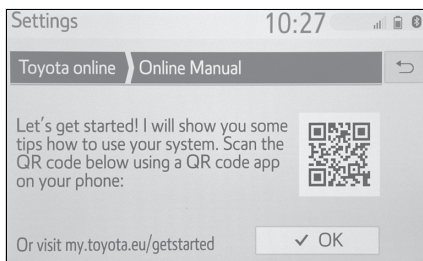 Settings 10:27
Toyota online Online Manual
Let's get started! I will show you some
tips how to use your system. Scan the
QR code below using a QR code app
on your phone:
Or visit my.toyota.eu/getstarted
OK